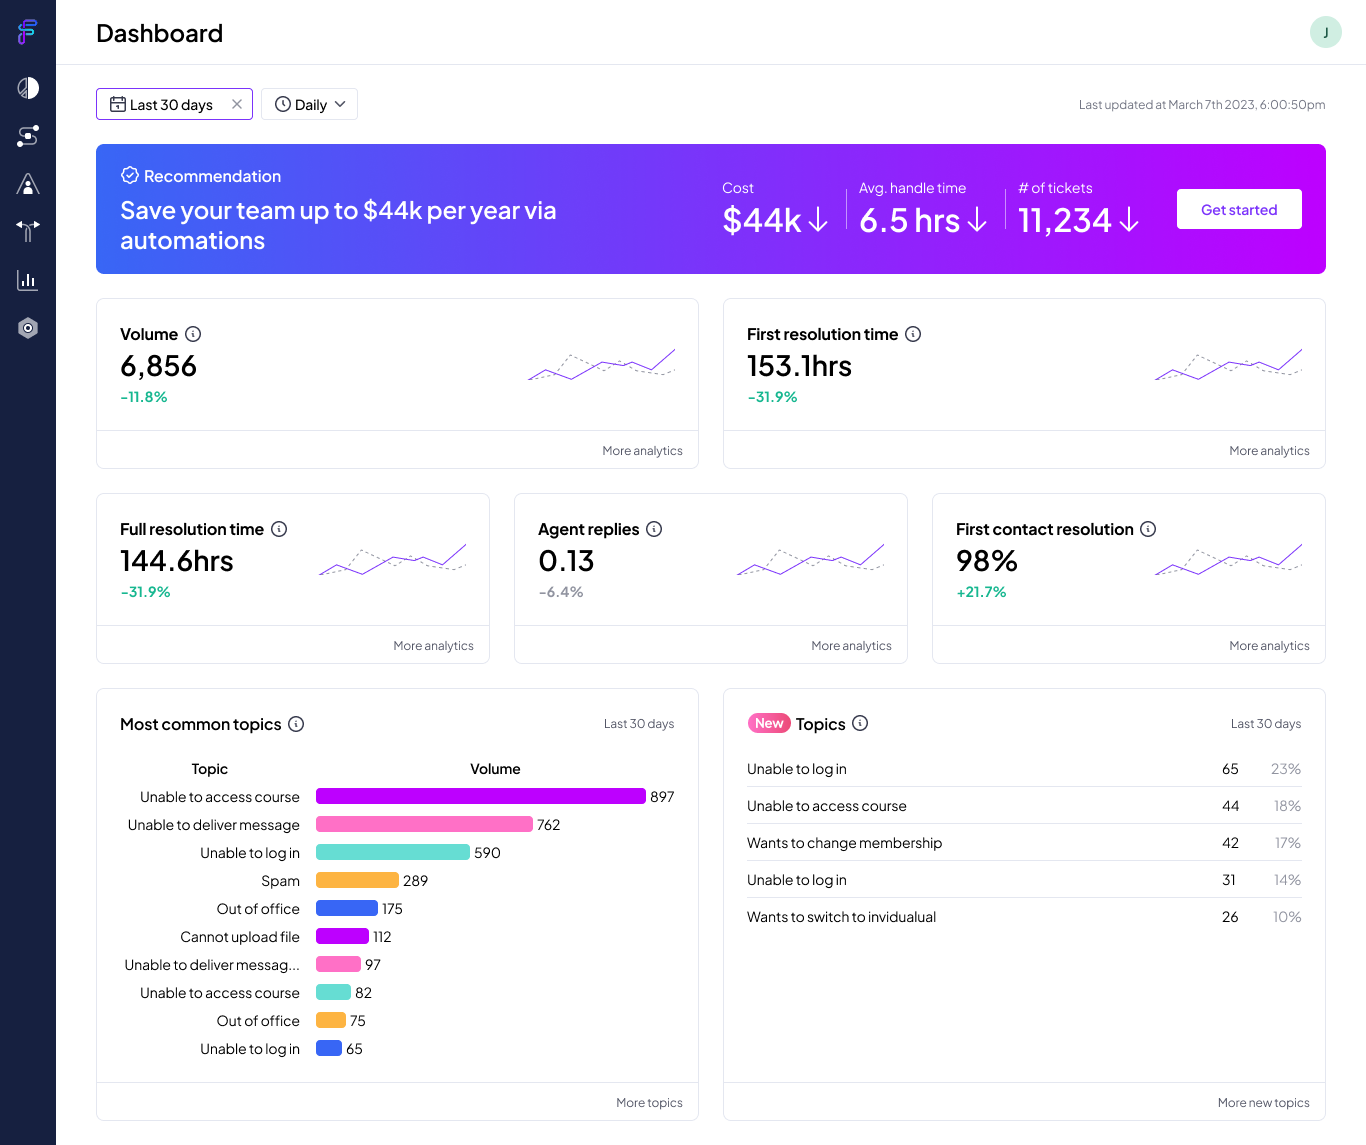 Dashboard
J
Last 30 days
Daily
Last updated at March 7th 2023, 6:00:50pm
Recommendation
Save your team up to $44k per year via
automations
Cost
$44k
Avg. handle time
6.5 hrs
# of tickets
11,234
Get started
Volume
6,856
-11.8%
More analytics
First resolution time
153.1hrs
-31.9%
More analytics
Full resolution time
144.6hrs
-31.9%
More analytics
Agent replies
0.13
-6.4%
More analytics
First contact resolution
98%
+21.7%
More analytics
Most common topics
Last 30 days
Topic Volume
Unable to access course 897
Unable to deliver message 762
Unable to log in 590
Spam 289
Out of office 175
Cannot upload file 112
Unable to deliver messag... 97
Unable to access course 82
Out of office 75
Unable to log in 65
More topics
New Topics
Last 30 days
Unable to log in 65 23%
Unable to access course 44 18%
Wants to change membership 42 17%
Unable to log in 31 14%
Wants to switch to invidualual 26 10%
More new topics